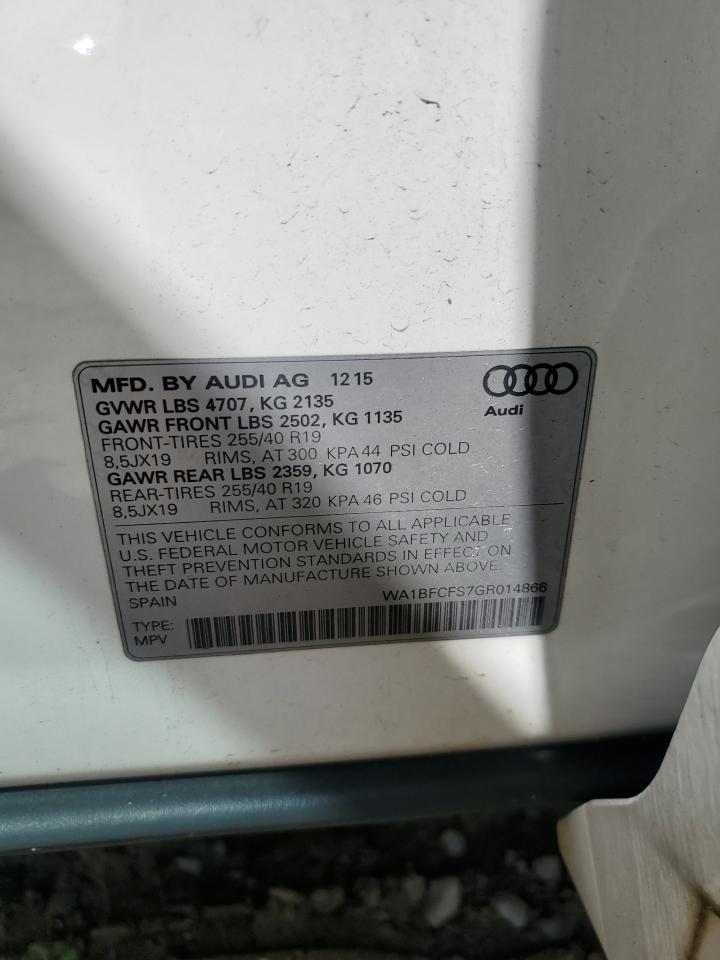 MFD. BY AUDI AG 12 15
GVWR LBS 4707, KG 2135
GAWR FRONT LBS 2502, KG 1135
FRONT-TIRES 255/40 R19
8,5JX19 RIMS, AT 300 KPA 44 PSI COLD
GAWR REAR LBS 2359, KG 1070
REAR-TIRES 255/40 R19
8,5JX19 RIMS, AT 320 KPA 46 PSI COLD
Audi
THIS VEHICLE CONFORMS TO ALL APPLICABLE
U.S. FEDERAL MOTOR VEHICLE SAFETY AND
THEFT PREVENTION STANDARDS IN EFFECT ON
THE DATE OF MANUFACTURE SHOWN ABOVE.
SPAIN WA1BFCFS7GR014866
TYPE:
MPV